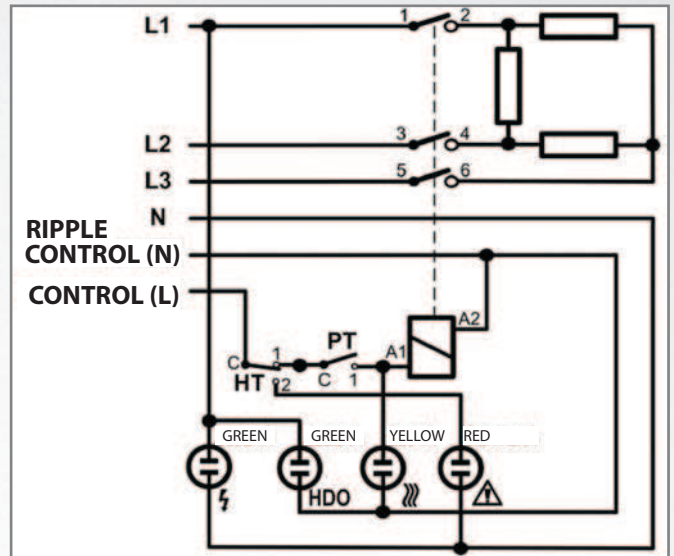 L1
1 2
L2
3 4
L3
5 6
N
RIPPLE
CONTROL (N)
CONTROL (L)
A2
PT
A1
C 1
C 1
HT 2
GREEN GREEN YELLOW RED
HDO